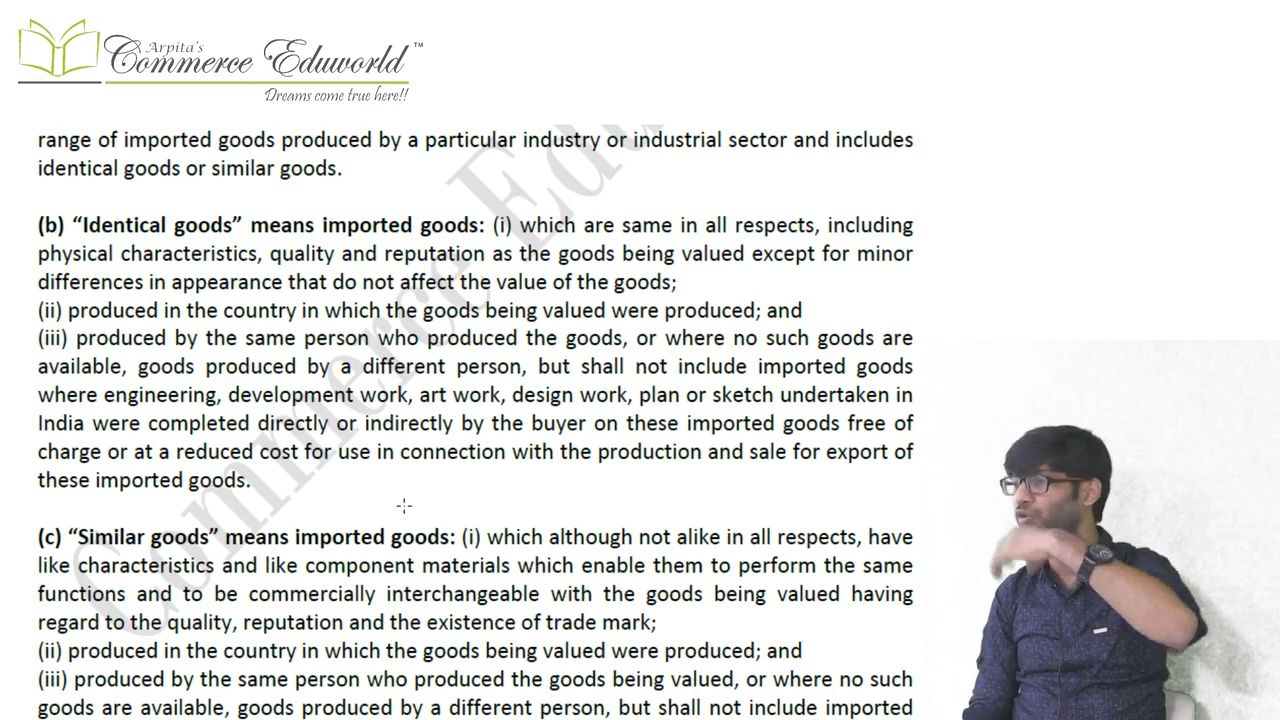 Arpita's
Commerce Eduworld™
Dreams come true here!!
range of imported goods produced by a particular industry or industrial sector and includes
identical goods or similar goods.
(b) “Identical goods” means imported goods: (i) which are same in all respects, including
physical characteristics, quality and reputation as the goods being valued except for minor
differences in appearance that do not affect the value of the goods;
(ii) produced in the country in which the goods being valued were produced; and
(iii) produced by the same person who produced the goods, or where no such goods are
available, goods produced by a different person, but shall not include imported goods
where engineering, development work, art work, design work, plan or sketch undertaken in
India were completed directly or indirectly by the buyer on these imported goods free of
charge or at a reduced cost for use in connection with the production and sale for export of
these imported goods.
(c) “Similar goods” means imported goods: (i) which although not alike in all respects, have
like characteristics and like component materials which enable them to perform the same
functions and to be commercially interchangeable with the goods being valued having
regard to the quality, reputation and the existence of trade mark;
(ii) produced in the country in which the goods being valued were produced; and
(iii) produced by the same person who produced the goods being valued, or where no such
goods are available, goods produced by a different person, but shall not include imported
Commerce